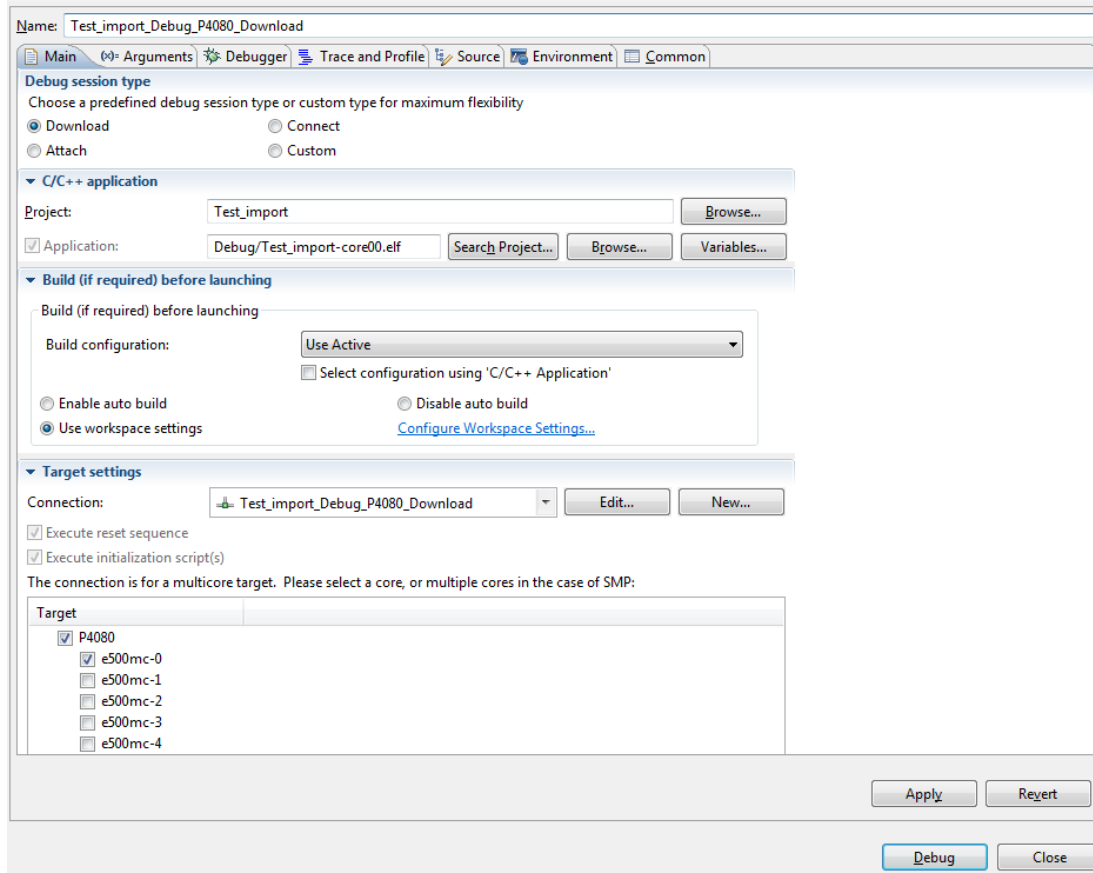 Name: Test_import_Debug_P4080_Download
Main (x)= Arguments Debugger Trace and Profile Source Environment Common
Debug session type
Choose a predefined debug session type or custom type for maximum flexibility
Download Connect
Attach Custom
C/C++ application
Project: Test_import Browse...
Application: Debug/Test_import-core00.elf Search Project... Browse... Variables...
Build (if required) before launching
Build (if required) before launching
Build configuration: Use Active
Select configuration using 'C/C++ Application'
Enable auto build Disable auto build
Use workspace settings Configure Workspace Settings...
Target settings
Connection: Test_import_Debug_P4080_Download Edit... New...
Execute reset sequence
Execute initialization script(s)
The connection is for a multicore target. Please select a core, or multiple cores in the case of SMP:
Target
P4080
e500mc-0
e500mc-1
e500mc-2
e500mc-3
e500mc-4
Apply Revert
Debug Close